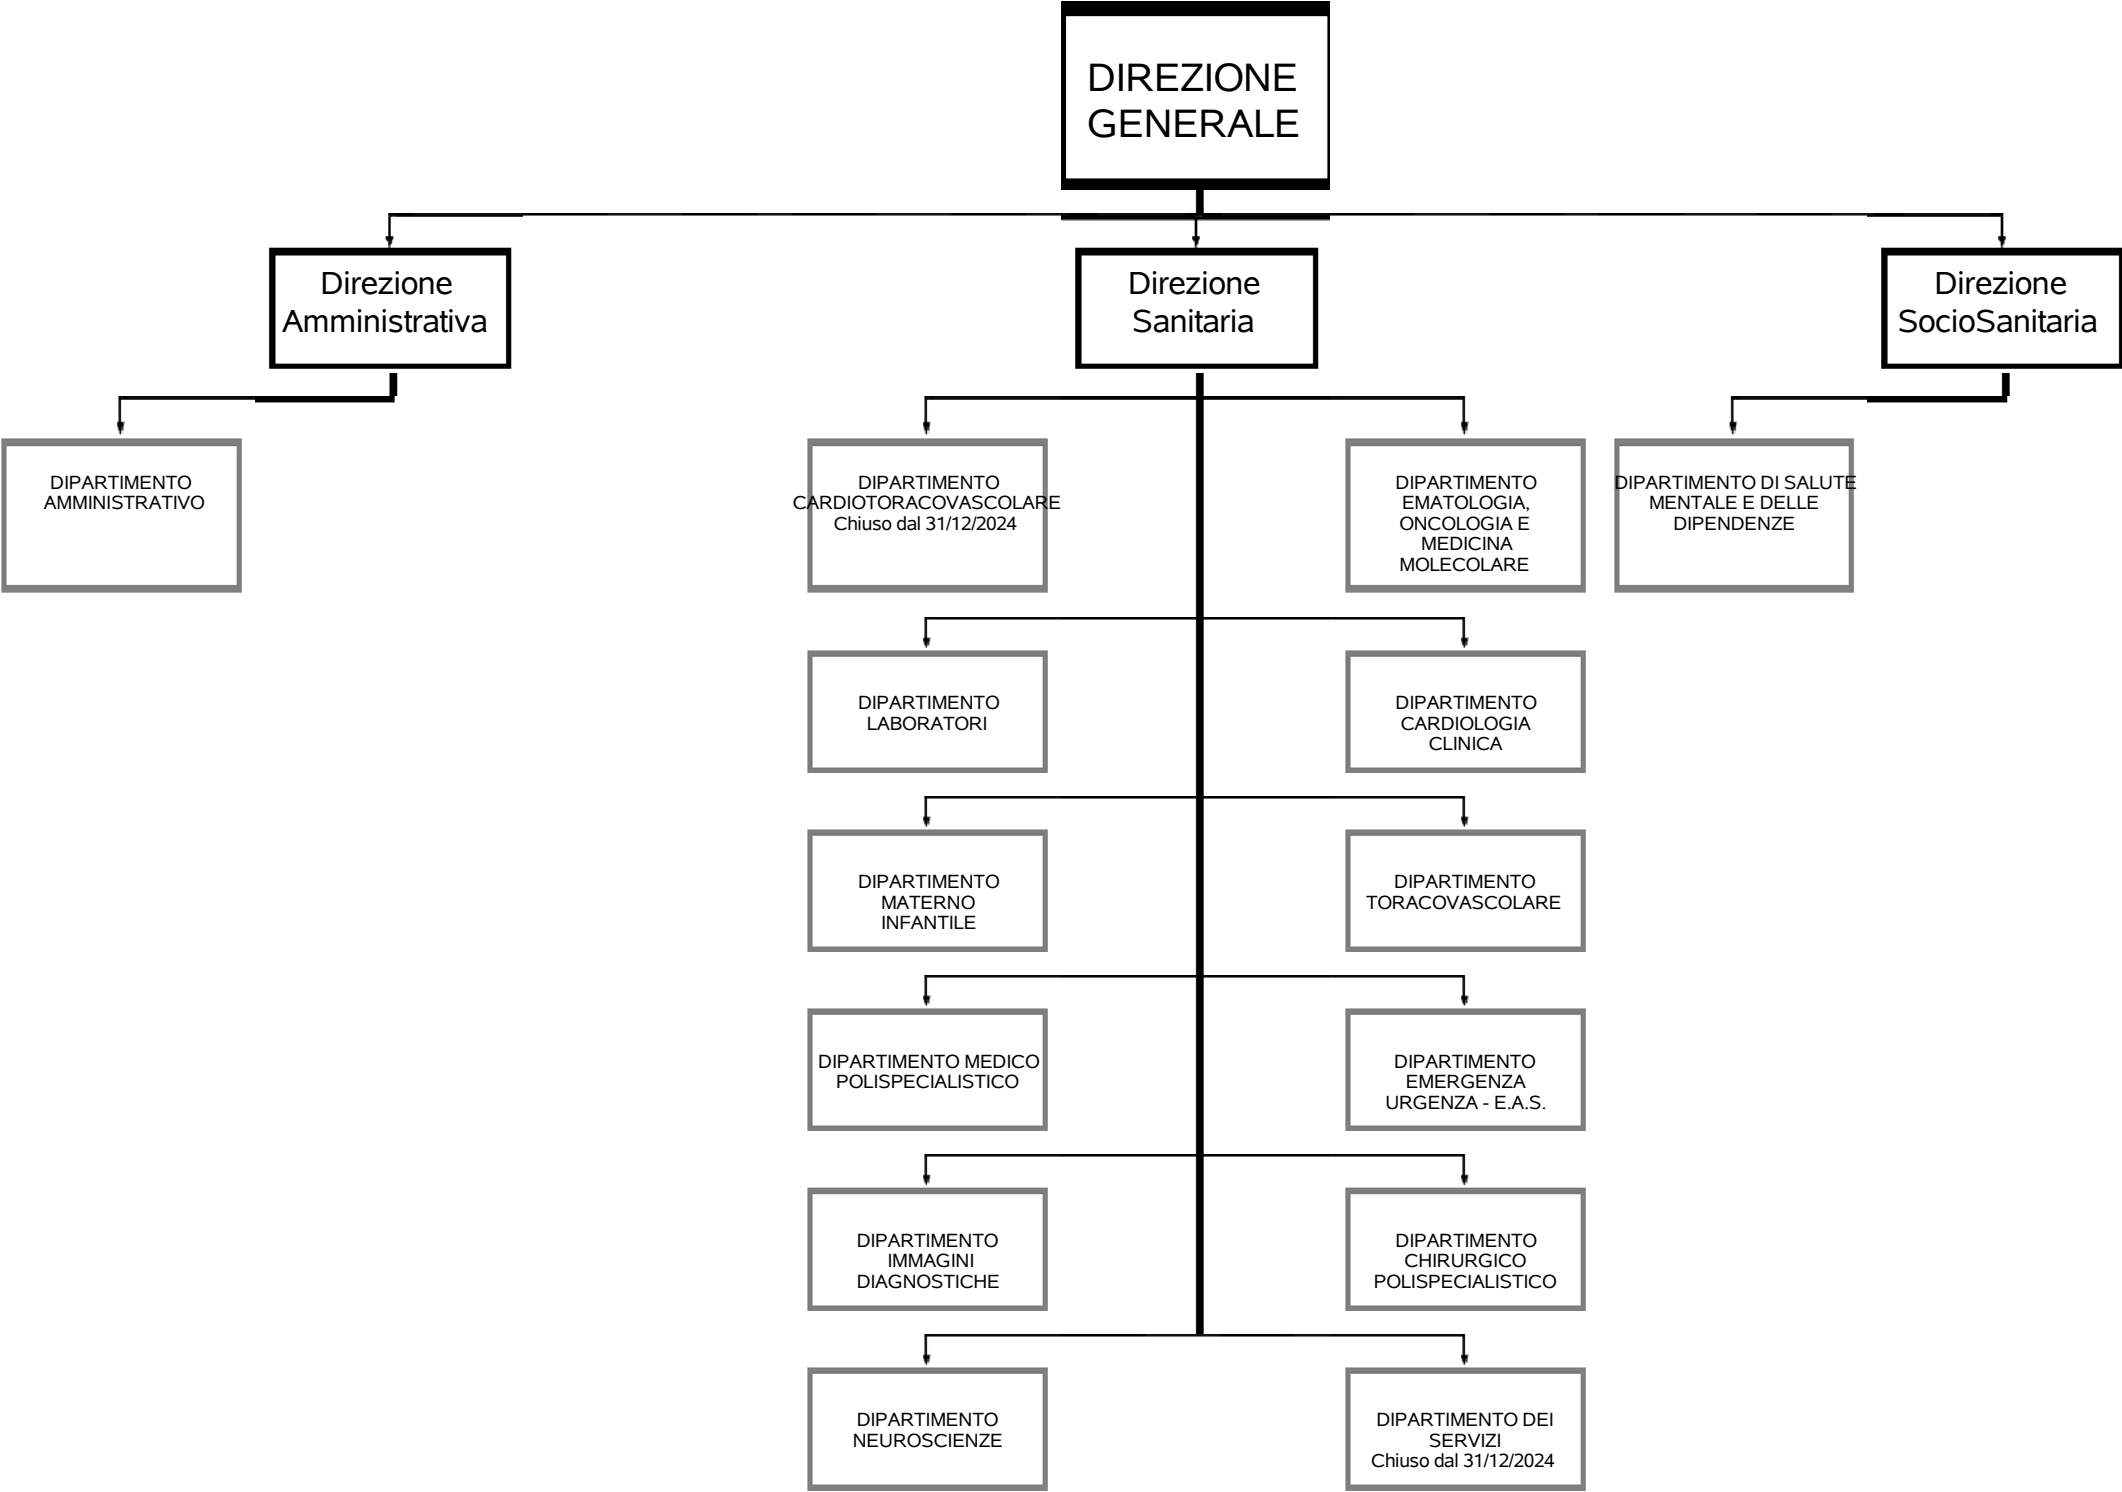 DIREZIONE
GENERALE
Direzione
Amministrativa
Direzione
Sanitaria
Direzione
SocioSanitaria
DIPARTIMENTO
AMMINISTRATIVO
DIPARTIMENTO
CARDIOTORACOVASCOLARE
Chiuso dal 31/12/2024
DIPARTIMENTO
EMATOLOGIA,
ONCOLOGIA E
MEDICINA
MOLECOLARE
DIPARTIMENTO DI SALUTE
MENTALE E DELLE
DIPENDENZE
DIPARTIMENTO
LABORATORI
DIPARTIMENTO
CARDIOLOGIA
CLINICA
DIPARTIMENTO
MATERNO
INFANTILE
DIPARTIMENTO
TORACOVASCOLARE
DIPARTIMENTO MEDICO
POLISPECIALISTICO
DIPARTIMENTO
EMERGENZA
URGENZA - E.A.S.
DIPARTIMENTO
IMMAGINI
DIAGNOSTICHE
DIPARTIMENTO
CHIRURGICO
POLISPECIALISTICO
DIPARTIMENTO
NEUROSCIENZE
DIPARTIMENTO DEI
SERVIZI
Chiuso dal 31/12/2024